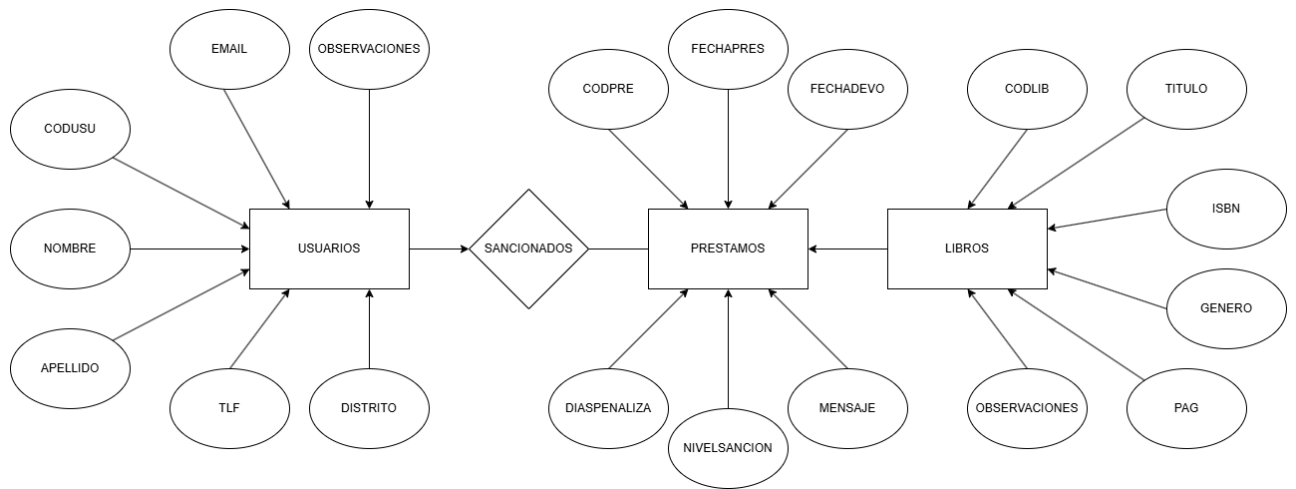 EMAIL
OBSERVACIONES
FECHAPRES
CODPRE
FECHADEVO
CODLIB
TITULO
CODUSU
ISBN
NOMBRE
USUARIOS
SANCIONADOS
PRESTAMOS
LIBROS
GENERO
APELLIDO
TLF
DISTRITO
DIASPENALIZA
NIVELSANCION
MENSAJE
OBSERVACIONES
PAG